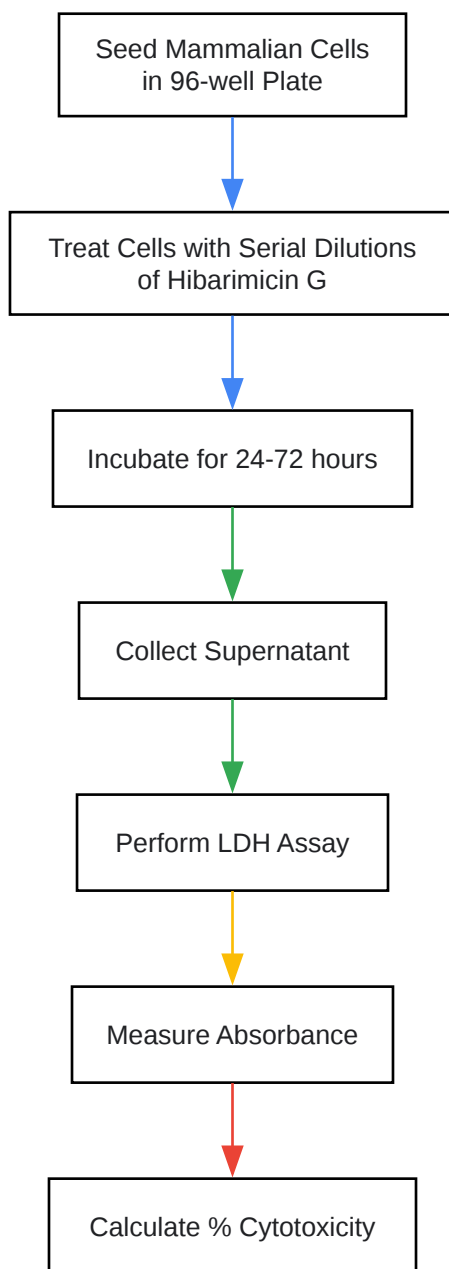 Seed Mammalian Cells
in 96-well Plate
Treat Cells with Serial Dilutions
of Hibarimicin G
Incubate for 24-72 hours
Collect Supernatant
Perform LDH Assay
Measure Absorbance
Calculate % Cytotoxicity